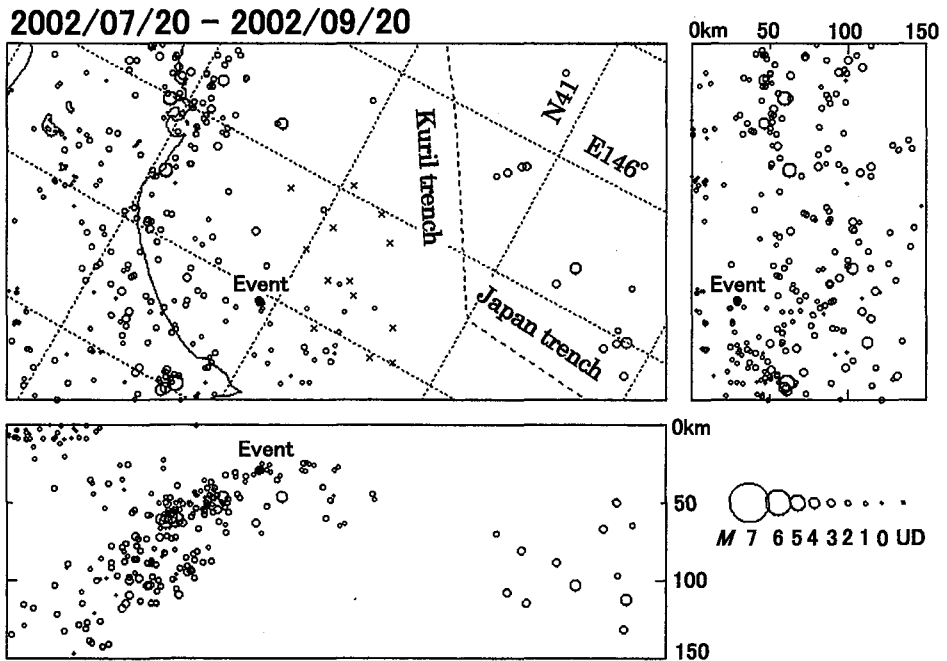 2002/07/20 - 2002/09/20
0km 50 100 150
N41
E146
Kuril trench
Event
Japan trench
Event
0km
Event
50
100
150
M 7 6 5 4 3 2 1 0 UD